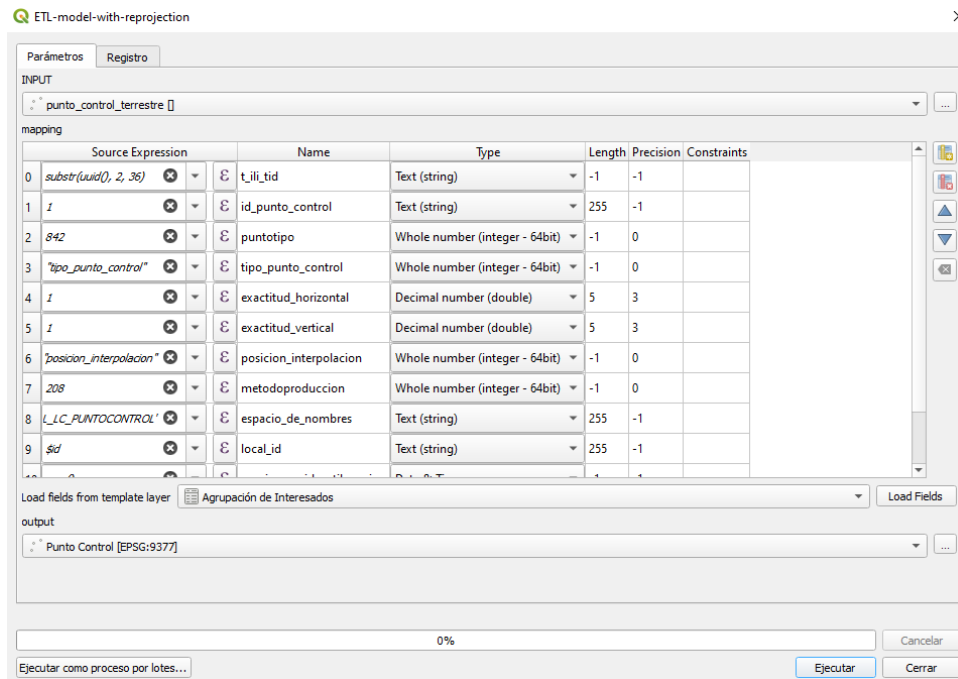 ETL-model-with-reprojection
Parámetros Registro
INPUT
punto_control_terrestre [] ...
mapping
Source Expression Name Type Length Precision Constraints
0 substr(uuid(), 2, 36) ε t_ili_tid Text (string) -1 -1
1 1 ε id_punto_control Text (string) 255 -1
2 842 ε puntotipo Whole number (integer - 64bit) -1 0
3 "tipo_punto_control" ε tipo_punto_control Whole number (integer - 64bit) -1 0
4 1 ε exactitud_horizontal Decimal number (double) 5 3
5 1 ε exactitud_vertical Decimal number (double) 5 3
6 "posicion_interpolacion" ε posicion_interpolacion Whole number (integer - 64bit) -1 0
7 208 ε metodoproduccion Whole number (integer - 64bit) -1 0
8 L_LC_PUNTOCONTROL' ε espacio_de_nombres Text (string) 255 -1
9 $id ε local_id Text (string) 255 -1
Load fields from template layer Agrupación de Interesados Load Fields
output
Punto Control [EPSG:9377] ...
0% Cancelar
Ejecutar como proceso por lotes... Ejecutar Cerrar